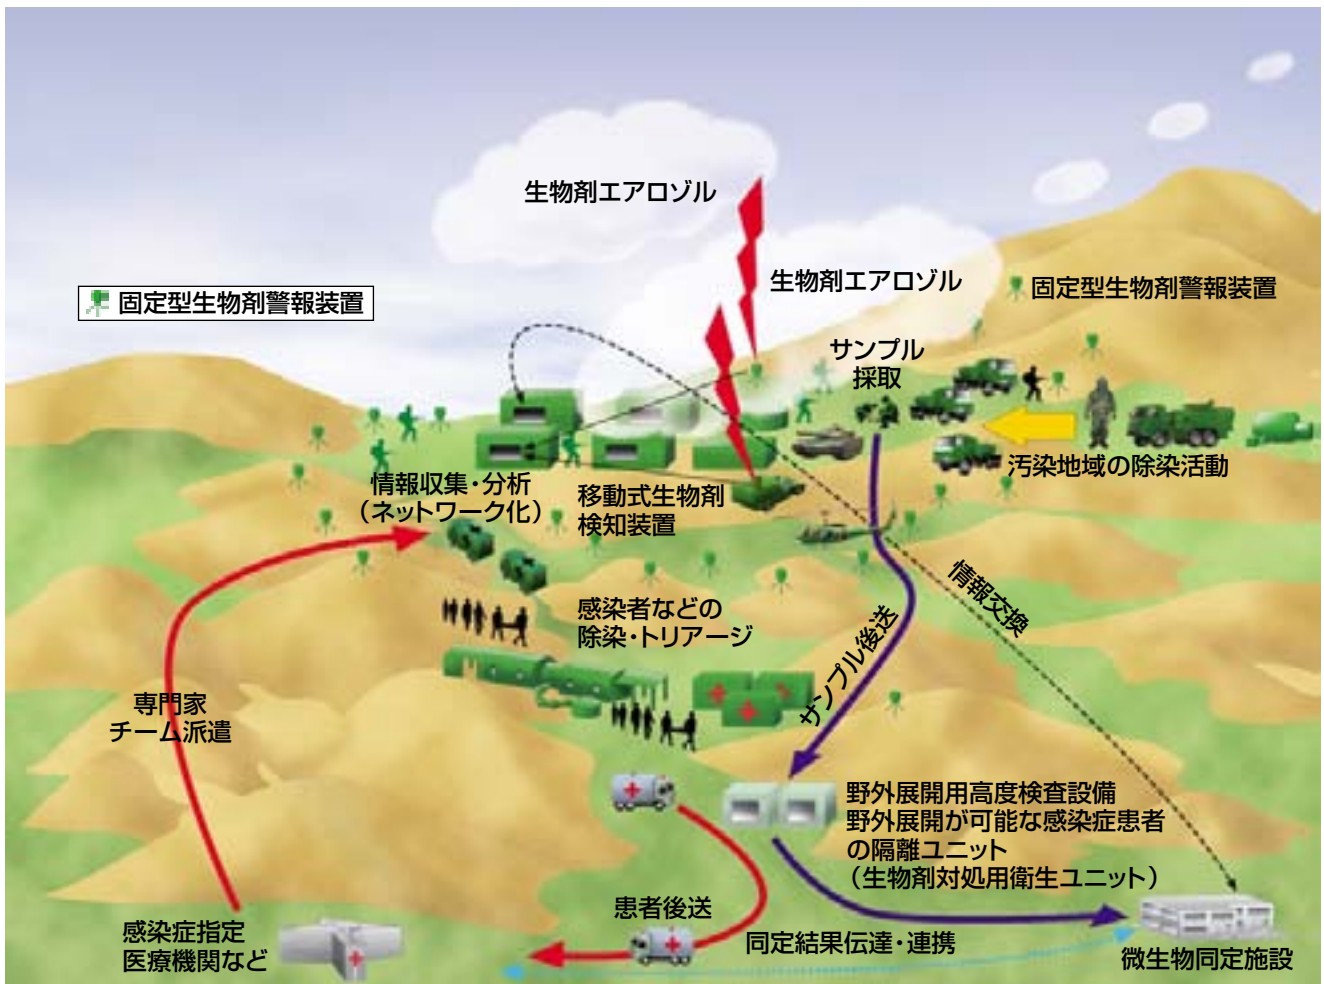 生物剤エアロゾル
生物剤エアロゾル
固定型生物剤警報装置
固定型生物剤警報装置
サンプル
採取
汚染地域の除染活動
情報収集・分析
（ネットワーク化）
移動式生物剤
検知装置
情報交換
感染者などの
除染・トリアージ
サンプル後送
専門家
チーム派遣
野外展開用高度検査設備
野外展開が可能な感染症患者
の隔離ユニット
（生物剤対処用衛生ユニット）
患者後送
感染症指定
医療機関など
同定結果伝達・連携
微生物同定施設